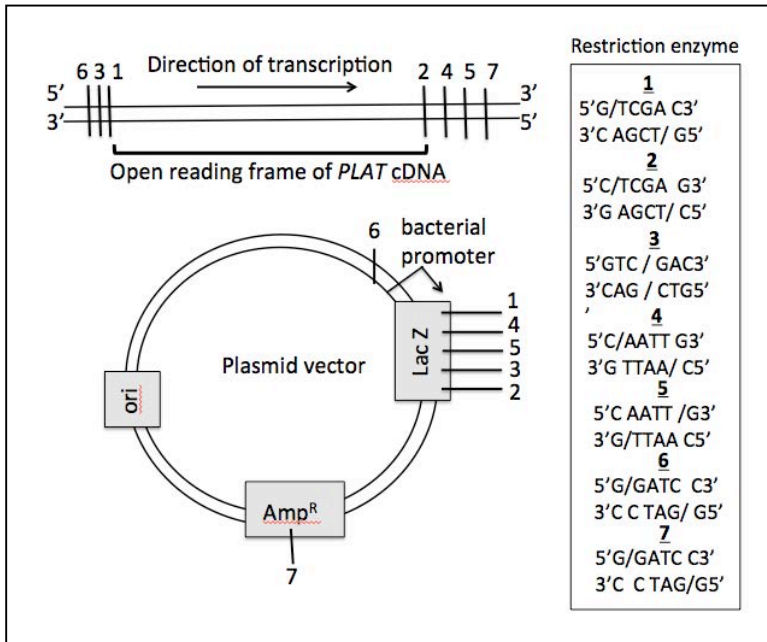 Direction of transcription
6 3 1
2 4 5 7
5’ 3’
3’ 5’
Open reading frame of PLAT cDNA
6
bacterial
promoter
Lac Z
1
4
5
3
2
Plasmid vector
ori
Amp^R
7
Restriction enzyme
1
5’G/TCGA C3’
3’C AGCT/ G5’
2
5’C/TCGA G3’
3’G AGCT/ C5’
3
5’GTC / GAC3’
3’CAG / CTG5’
’
4
5’C/AATT G3’
3’G TTAA/ C5’
5
5’C AATT /G3’
3’G/TTAA C5’
6
5’G/GATC C3’
3’C C TAG/ G5’
7
5’G/GATC C3’
3’C C TAG/G5’